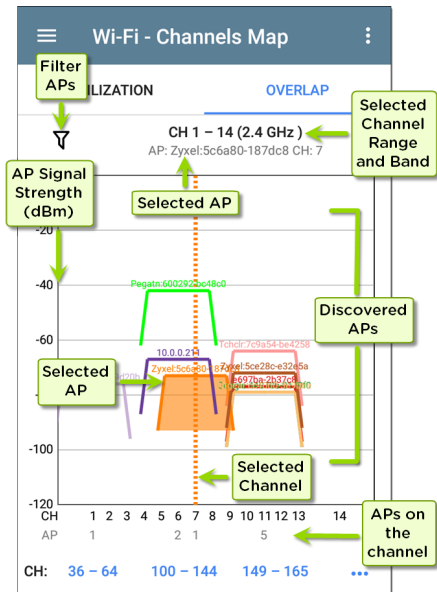 Wi-Fi - Channels Map
Filter
APs
ILIZATION
OVERLAP
CH 1 – 14 (2.4 GHz )
AP: Zyxel:5c6a80-187dc8 CH: 7
Selected
Channel
Range
and Band
AP Signal
Strength
(dBm)
Selected AP
-20
-40
Pegatn:600292-bc48c0
Discovered
APs
-60
Tchclr:7c9a54-be4258
10.0.0.21
Zyxel:5ce28c-e32e5a
Zyxel:5c6a80-187d
e697ba-2b37c8
d20b
Selected
AP
-80
-100
Selected
Channel
-120
CH 1 2 3 4 5 6 7 8 9 10 11 12 13 14
AP 1 2 1 5
APs on
the
channel
CH: 36 – 64 100 – 144 149 – 165 •••